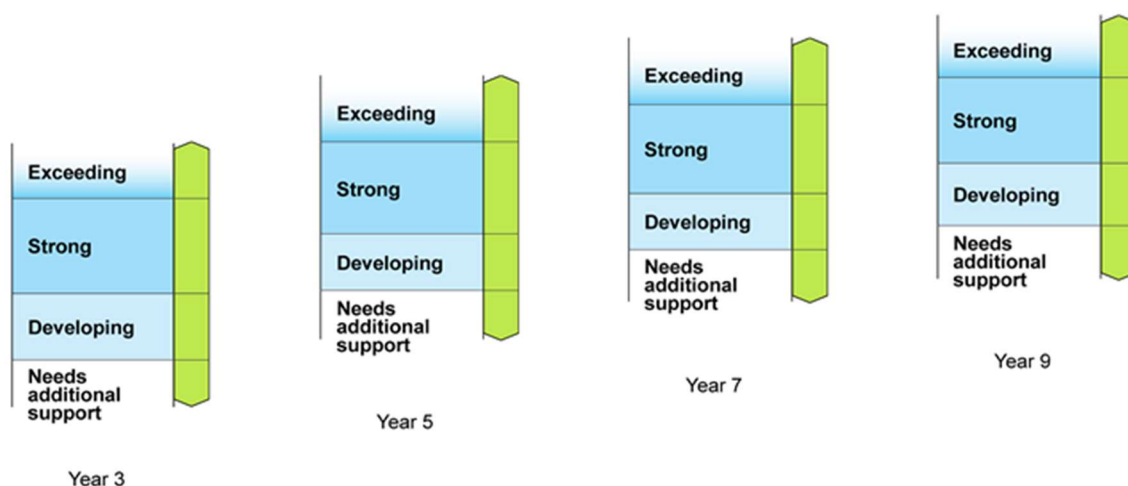 Exceeding
Strong
Developing
Needs
additional
support
Year 3
Exceeding
Strong
Developing
Needs
additional
support
Year 5
Exceeding
Strong
Developing
Needs
additional
support
Year 7
Exceeding
Strong
Developing
Needs
additional
support
Year 9